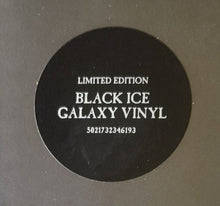 LIMITED EDITION
BLACK ICE
GALAXY VINYL
5021732346193